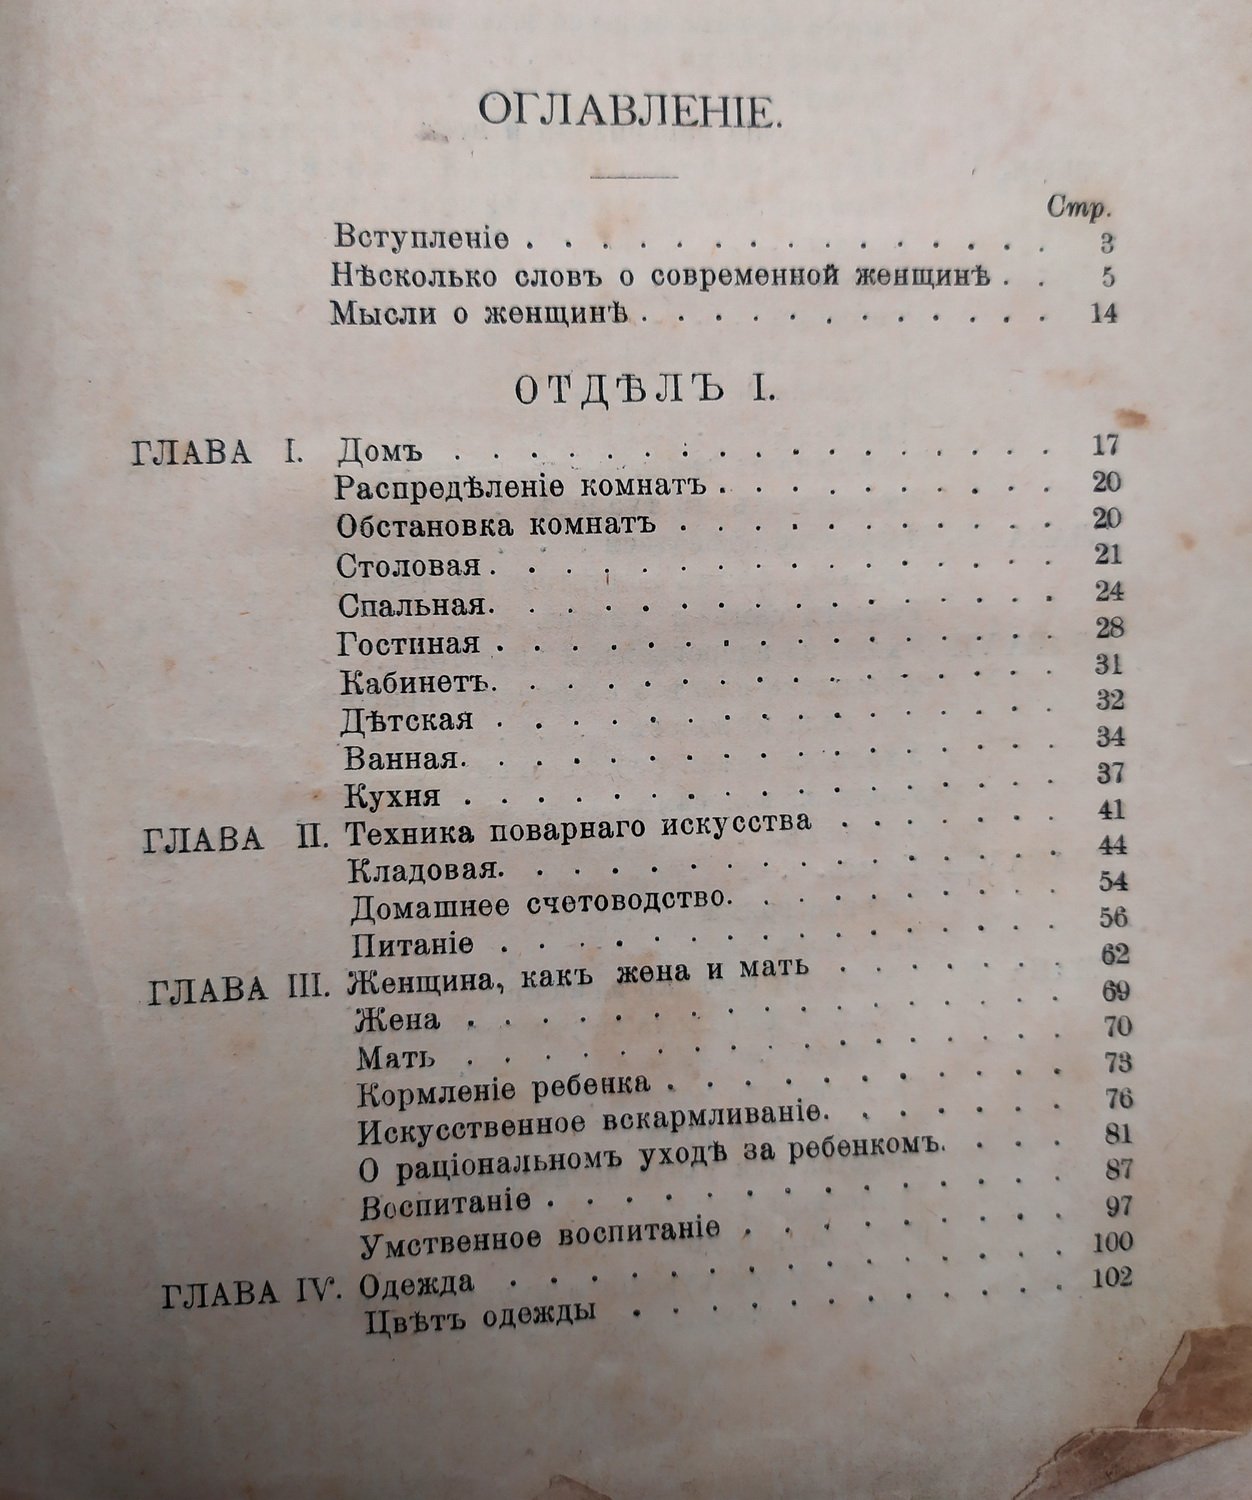 ОГЛАВЛЕНІЕ.
Стр.
Вступленіе . . . . . . . . . . . . . . 3
Нѣсколько словъ о современной женщинѣ . . 5
Мысли о женщинѣ . . . . . . . . . . . . 14
ОТДѢЛЪ I.
ГЛАВА I. Домъ . . . . . . . . . . . . . . . . 17
Распредѣленіе комнатъ . . . . . . . . . . 20
Обстановка комнатъ . . . . . . . . . . . 20
Столовая . . . . . . . . . . . . . . . 21
Спальная. . . . . . . . . . . . . . . 24
Гостиная . . . . . . . . . . . . . . . 28
Кабинетъ. . . . . . . . . . . . . . . 31
Дѣтская . . . . . . . . . . . . . . . 32
Ванная. . . . . . . . . . . . . . . . 34
Кухня . . . . . . . . . . . . . . . . 37
ГЛАВА II. Техника поварнаго искусства . . . . . . 41
Кладовая. . . . . . . . . . . . . . . 44
Домашнее счетоводство. . . . . . . . . 54
Питаніе . . . . . . . . . . . . . . . 56
ГЛАВА III. Женщина, какъ жена и мать . . . . . . 62
Жена . . . . . . . . . . . . . . . . 69
Мать . . . . . . . . . . . . . . . . 70
Кормленіе ребенка . . . . . . . . . . . 73
Искусственное вскармливаніе. . . . . . . 76
О раціональномъ уходѣ за ребенкомъ. . . . 81
Воспитаніе . . . . . . . . . . . . . . 87
Умственное воспитаніе . . . . . . . . . 97
ГЛАВА IV. Одежда . . . . . . . . . . . . . . . 100
Цвѣтъ одежды . . . . . . . . . . . . 102